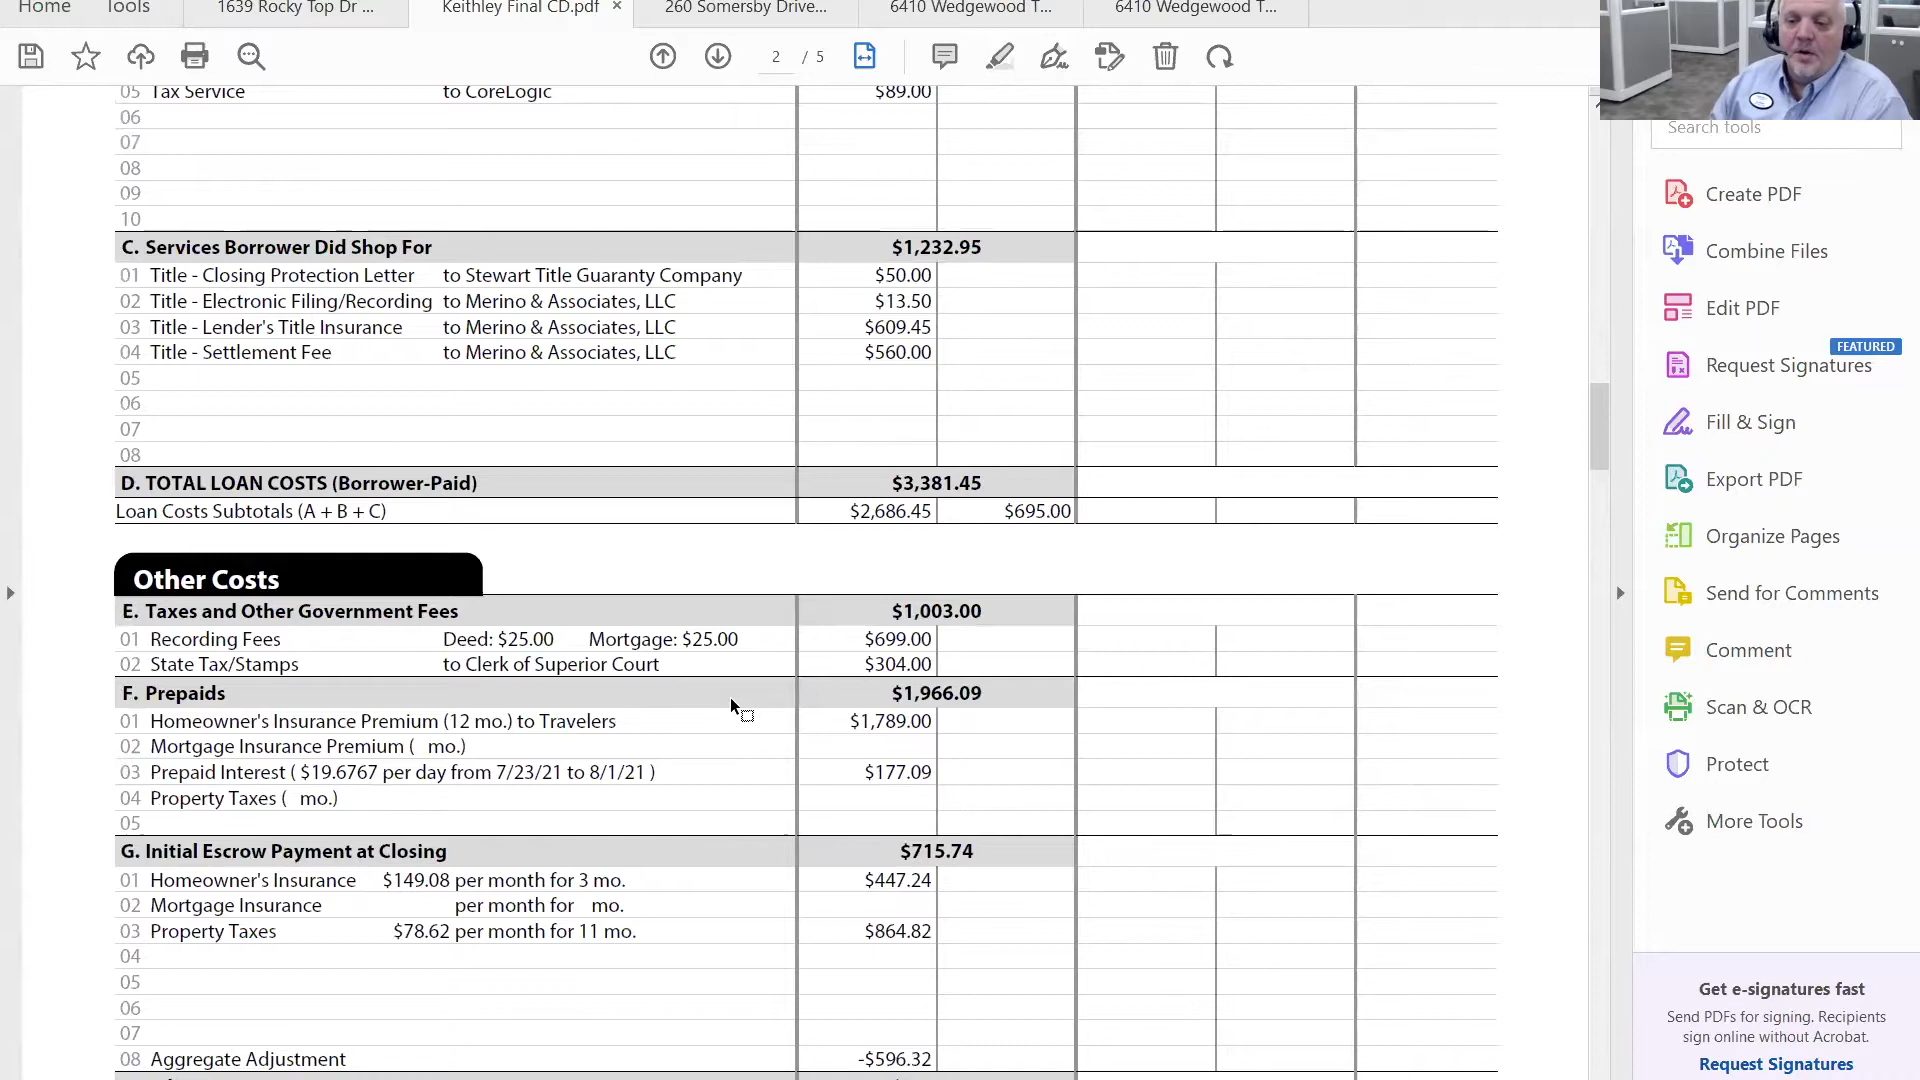 Home Tools 1639 Rocky Top Dr ... Keithley Final CD.pdf × 260 Somersby Drive... 6410 Wedgewood T... 6410 Wedgewood T...
2 / 5
05 Tax Service to CoreLogic $89.00
06
07
08
09
10
C. Services Borrower Did Shop For $1,232.95
01 Title - Closing Protection Letter to Stewart Title Guaranty Company $50.00
02 Title - Electronic Filing/Recording to Merino & Associates, LLC $13.50
03 Title - Lender's Title Insurance to Merino & Associates, LLC $609.45
04 Title - Settlement Fee to Merino & Associates, LLC $560.00
05
06
07
08
D. TOTAL LOAN COSTS (Borrower-Paid) $3,381.45
Loan Costs Subtotals (A + B + C) $2,686.45 $695.00
Other Costs
E. Taxes and Other Government Fees $1,003.00
01 Recording Fees Deed: $25.00 Mortgage: $25.00 $699.00
02 State Tax/Stamps to Clerk of Superior Court $304.00
F. Prepaids $1,966.09
01 Homeowner's Insurance Premium (12 mo.) to Travelers $1,789.00
02 Mortgage Insurance Premium ( mo.)
03 Prepaid Interest ( $19.6767 per day from 7/23/21 to 8/1/21 ) $177.09
04 Property Taxes ( mo.)
05
G. Initial Escrow Payment at Closing $715.74
01 Homeowner's Insurance $149.08 per month for 3 mo. $447.24
02 Mortgage Insurance per month for mo.
03 Property Taxes $78.62 per month for 11 mo. $864.82
04
05
06
07
08 Aggregate Adjustment -$596.32
Search tools
Create PDF
Combine Files
Edit PDF
FEATURED
Request Signatures
Fill & Sign
Export PDF
Organize Pages
Send for Comments
Comment
Scan & OCR
Protect
More Tools
Get e-signatures fast
Send PDFs for signing. Recipients
sign online without Acrobat.
Request Signatures